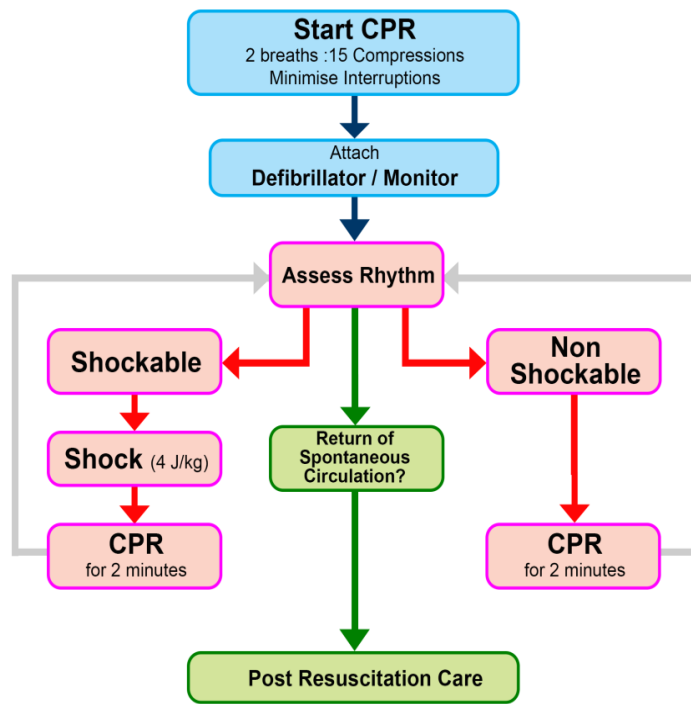 Start CPR
2 breaths :15 Compressions
Minimise Interruptions
Attach
Defibrillator / Monitor
Assess Rhythm
Shockable
Non
Shockable
Shock (4 J/kg)
Return of
Spontaneous
Circulation?
CPR
for 2 minutes
CPR
for 2 minutes
Post Resuscitation Care